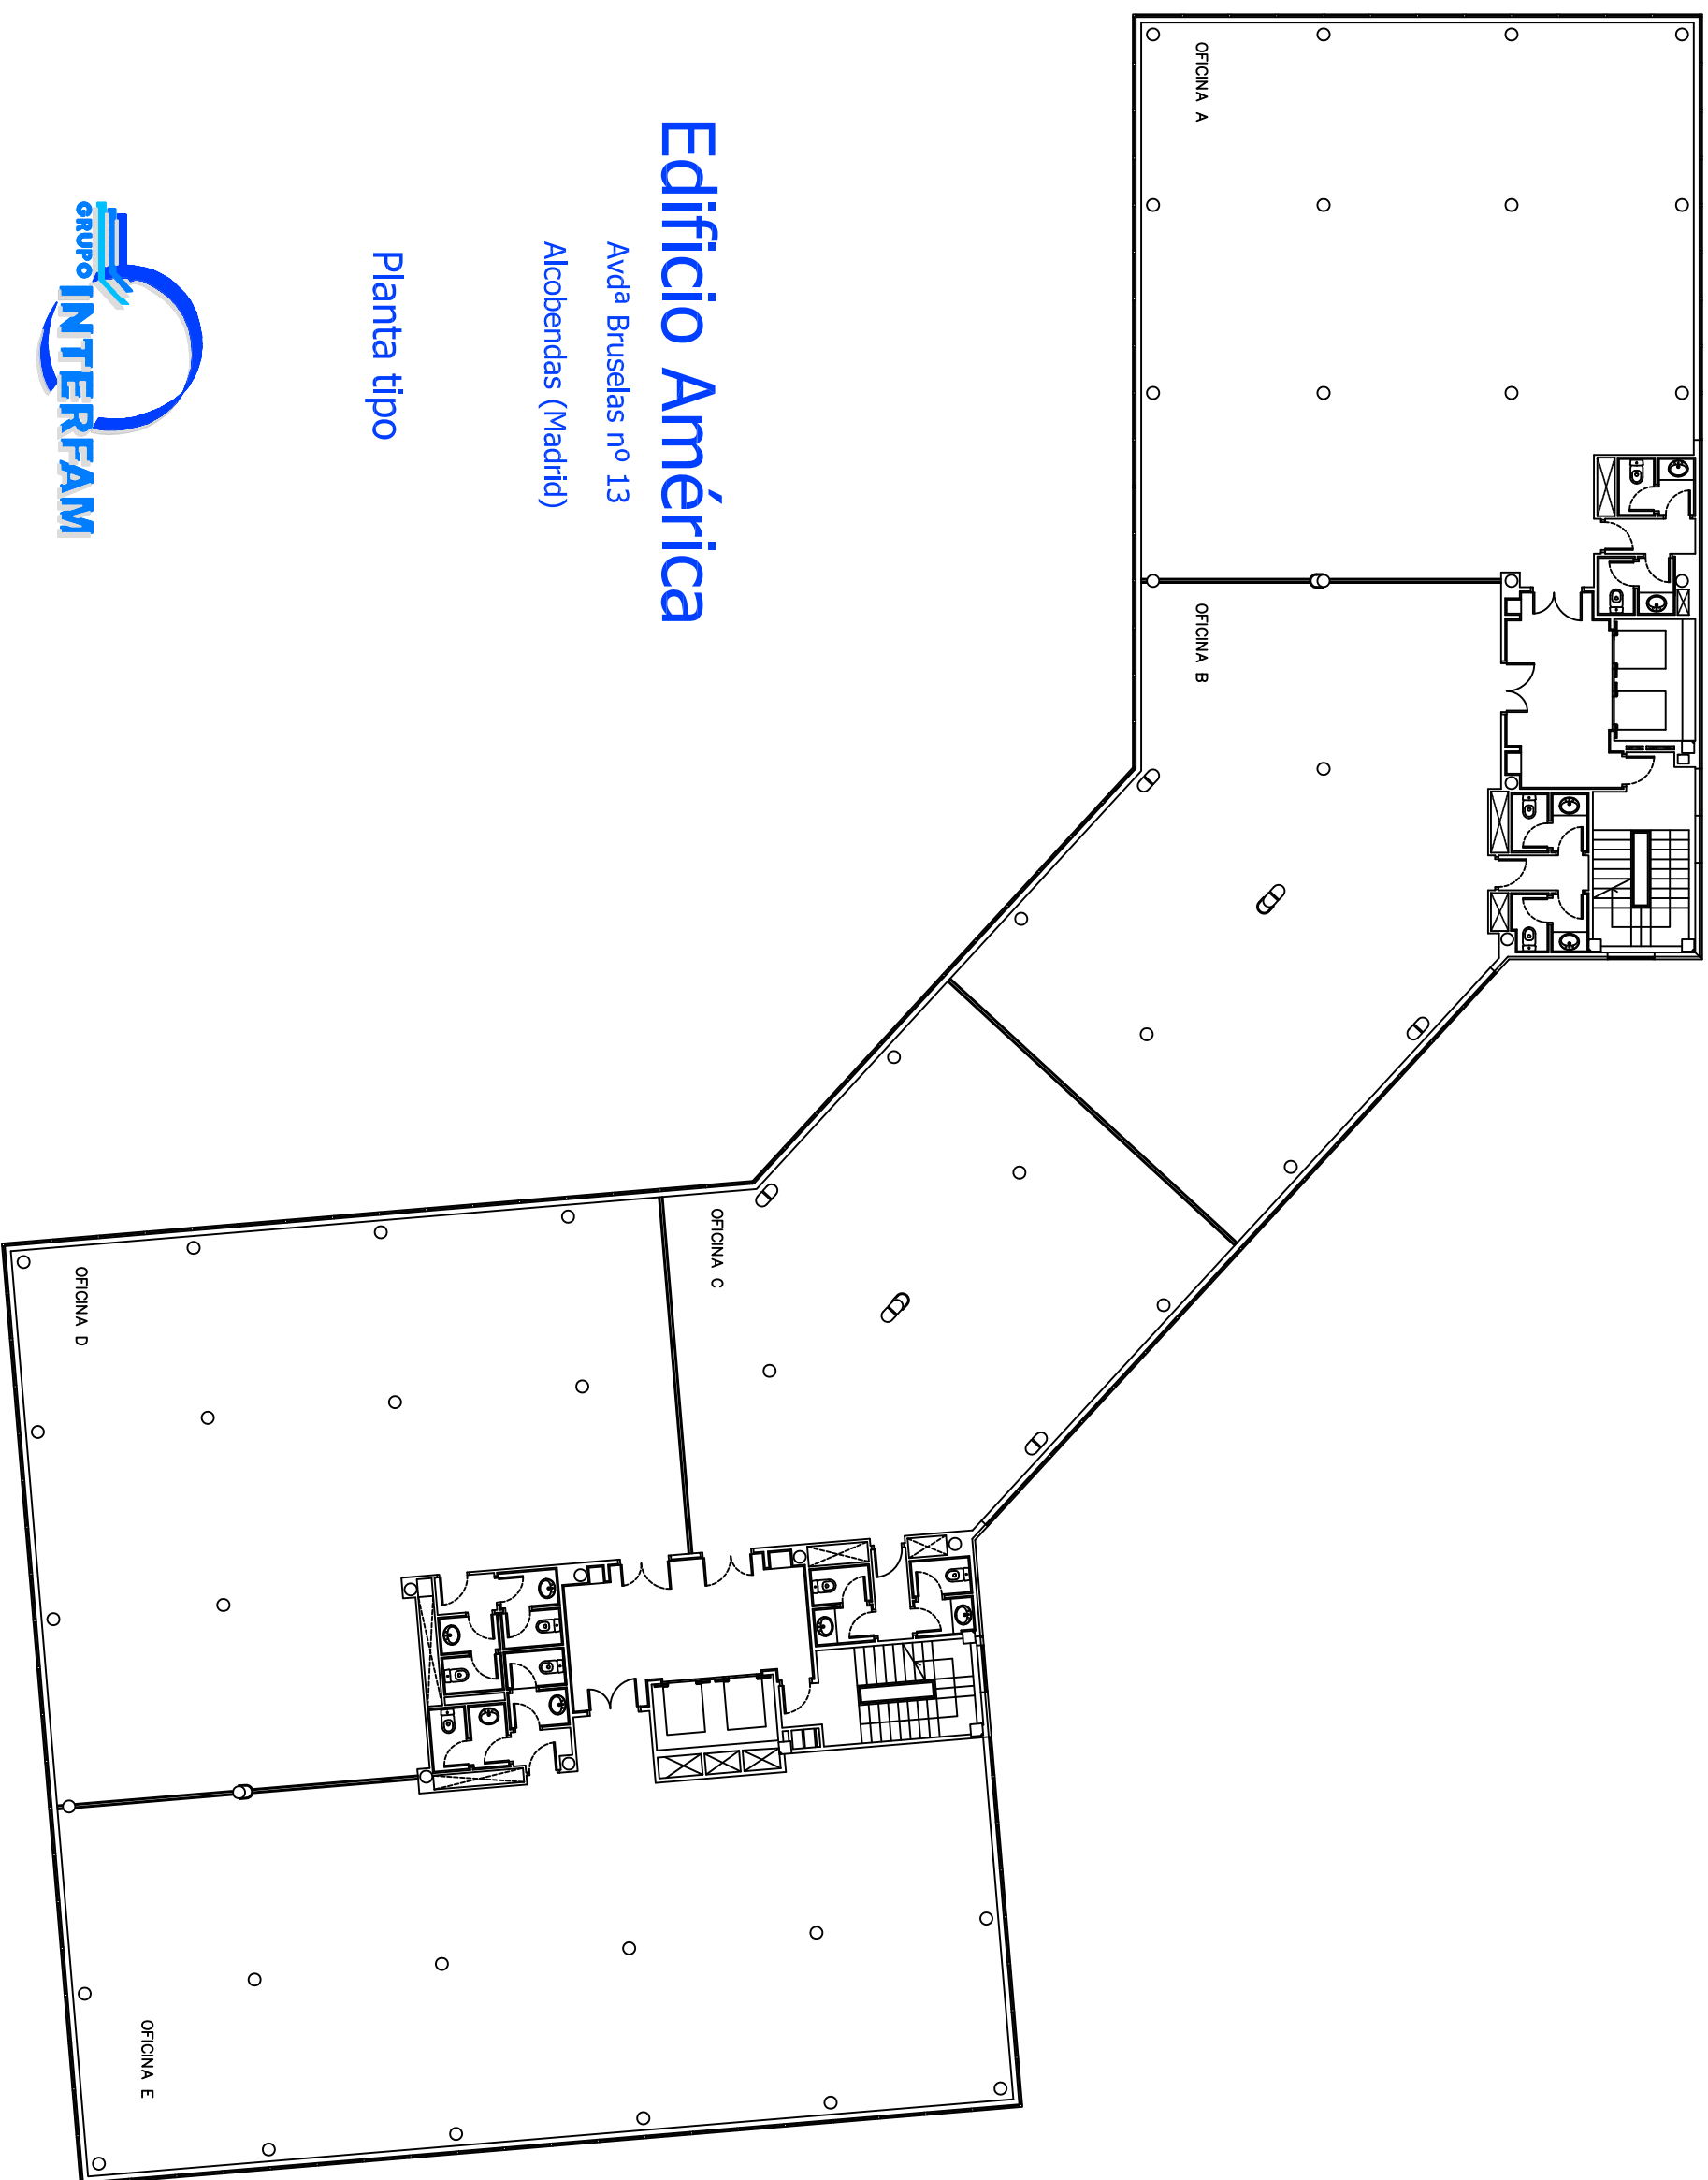 Edificio América
Avdª Bruselas nº 13
Alcobendas (Madrid)
Planta tipo
GRUPO INTERFAM
OFICINA A
OFICINA B
OFICINA C
OFICINA D
OFICINA E